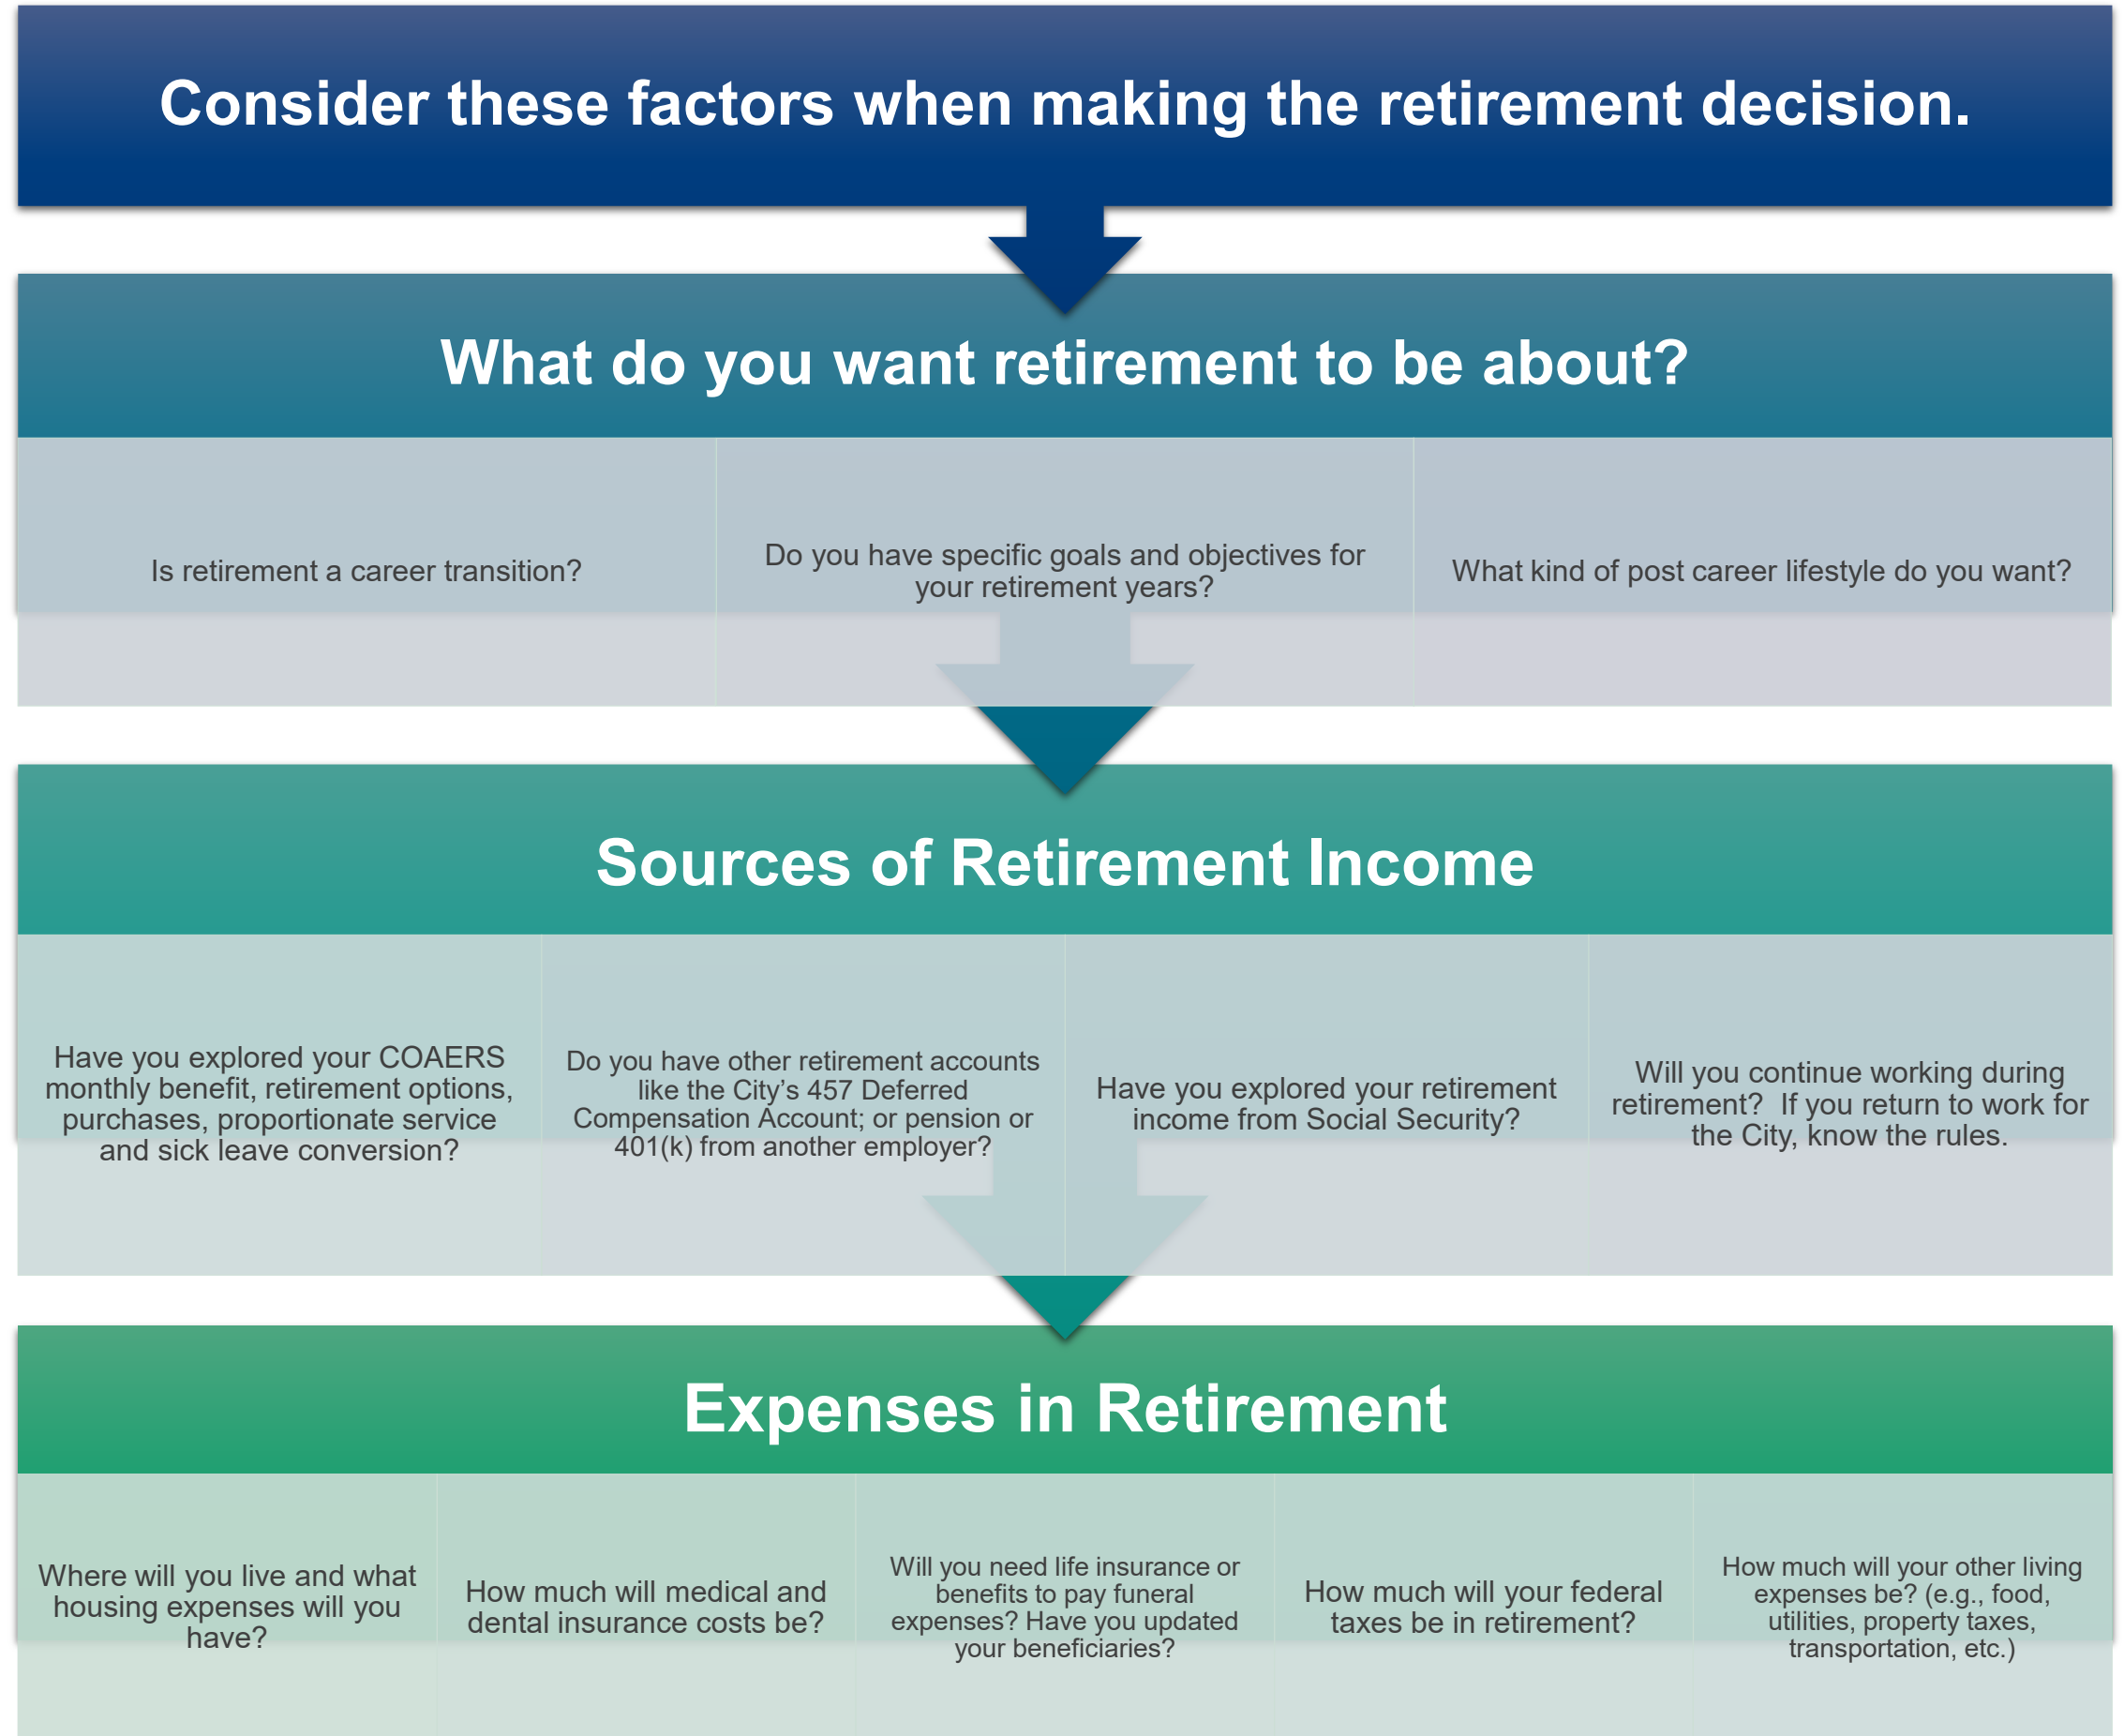 Consider these factors when making the retirement decision.
What do you want retirement to be about?
Is retirement a career transition?
Do you have specific goals and objectives for
your retirement years?
What kind of post career lifestyle do you want?
Sources of Retirement Income
Have you explored your COAERS
monthly benefit, retirement options,
purchases, proportionate service
and sick leave conversion?
Do you have other retirement accounts
like the City’s 457 Deferred
Compensation Account; or pension or
401(k) from another employer?
Have you explored your retirement
income from Social Security?
Will you continue working during
retirement?  If you return to work for
the City, know the rules.
Expenses in Retirement
Where will you live and what
housing expenses will you
have?
How much will medical and
dental insurance costs be?
Will you need life insurance or
benefits to pay funeral
expenses? Have you updated
your beneficiaries?
How much will your federal
taxes be in retirement?
How much will your other living
expenses be? (e.g., food,
utilities, property taxes,
transportation, etc.)